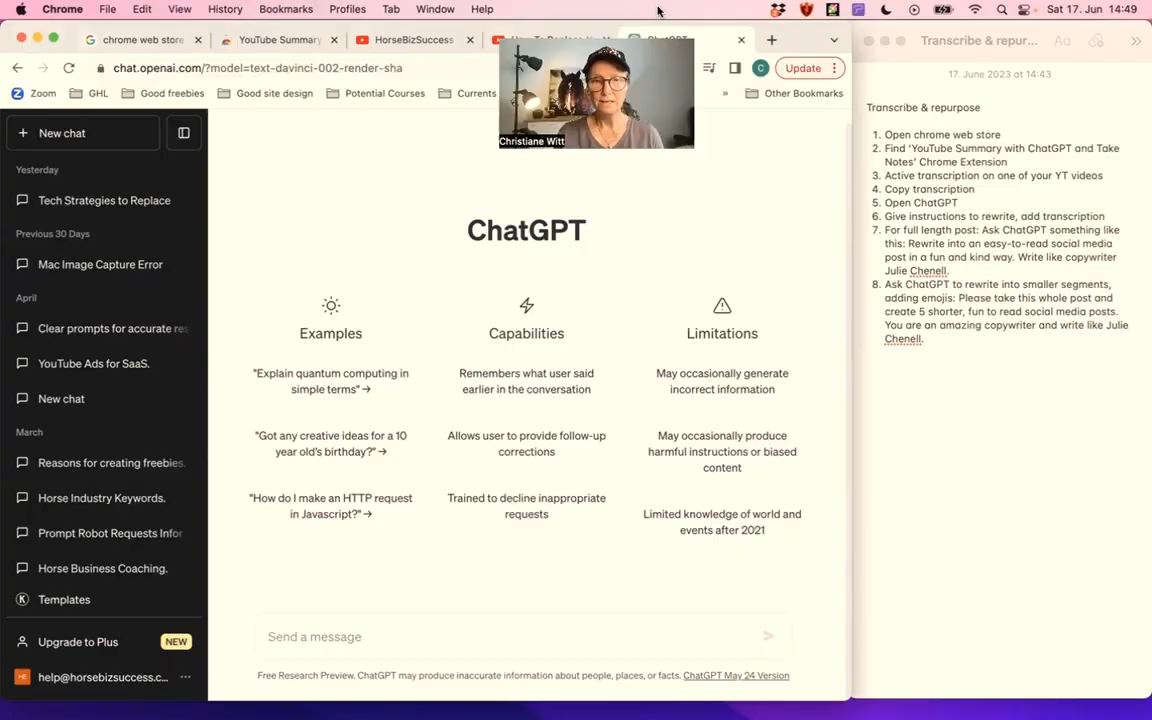 Chrome File Edit View History Bookmarks Profiles Tab Window Help Sat 17. Jun 14:49
chrome web store
YouTube Summary
HorseBizSuccess
chat.openai.com/?model=text-davinci-002-render-sha
Update
Zoom GHL Good freebies Good site design Potential Courses Currents » Other Bookmarks
Christiane Witt
New chat
Yesterday
Tech Strategies to Replace
Previous 30 Days
Mac Image Capture Error
April
Clear prompts for accurate res
YouTube Ads for SaaS.
New chat
March
Reasons for creating freebies.
Horse Industry Keywords.
Prompt Robot Requests Infor
Horse Business Coaching.
Templates
Upgrade to Plus NEW
HE help@horsebizsuccess.c... ...
ChatGPT
Examples
"Explain quantum computing in
simple terms" →
"Got any creative ideas for a 10
year old's birthday?" →
"How do I make an HTTP request
in Javascript?" →
Capabilities
Remembers what user said
earlier in the conversation
Allows user to provide follow-up
corrections
Trained to decline inappropriate
requests
Limitations
May occasionally generate
incorrect information
May occasionally produce
harmful instructions or biased
content
Limited knowledge of world and
events after 2021
Send a message
Free Research Preview. ChatGPT may produce inaccurate information about people, places, or facts. ChatGPT May 24 Version
Transcribe & repur... Aa »
17. June 2023 at 14:43
Transcribe & repurpose
1. Open chrome web store
2. Find 'YouTube Summary with ChatGPT and Take
Notes' Chrome Extension
3. Active transcription on one of your YT videos
4. Copy transcription
5. Open ChatGPT
6. Give instructions to rewrite, add transcription
7. For full length post: Ask ChatGPT something like
this: Rewrite into an easy-to-read social media
post in a fun and kind way. Write like copywriter
Julie Chenell.
8. Ask ChatGPT to rewrite into smaller segments,
adding emojis: Please take this whole post and
create 5 shorter, fun to read social media posts.
You are an amazing copywriter and write like Julie
Chenell.